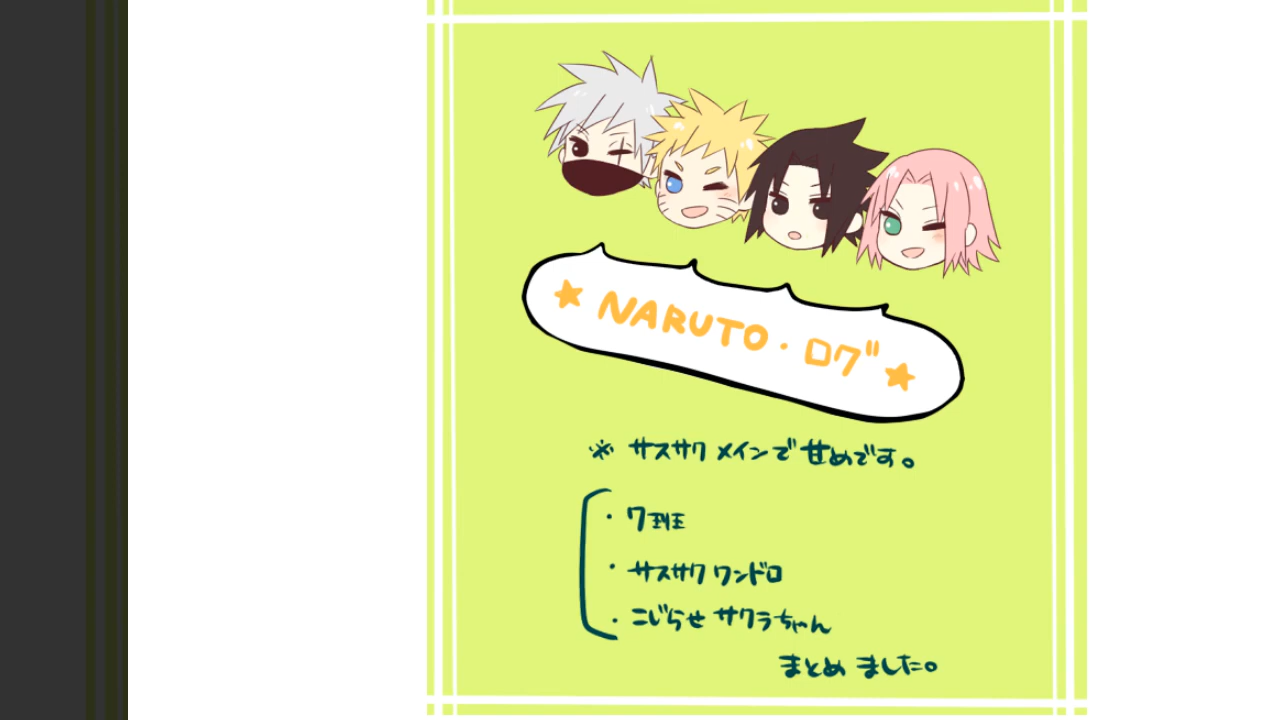 ★ NARUTO・ログ ★
※ サスサク メインで 甘めです。
・ 7班
・ サスサク ワンドロ
・ こじらせ サクラちゃん
まとめ ました。